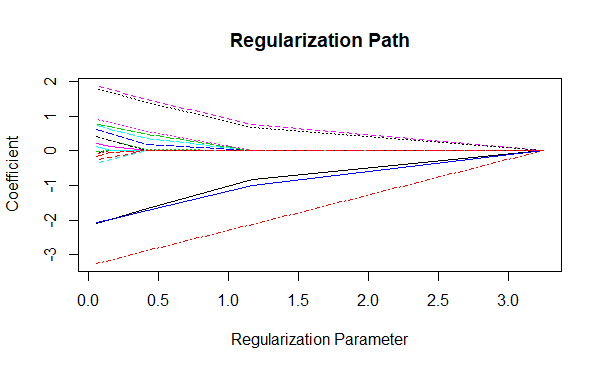 Regularization Path
Coefficient
2
1
0
-1
-2
-3
0.0 0.5 1.0 1.5 2.0 2.5 3.0
Regularization Parameter